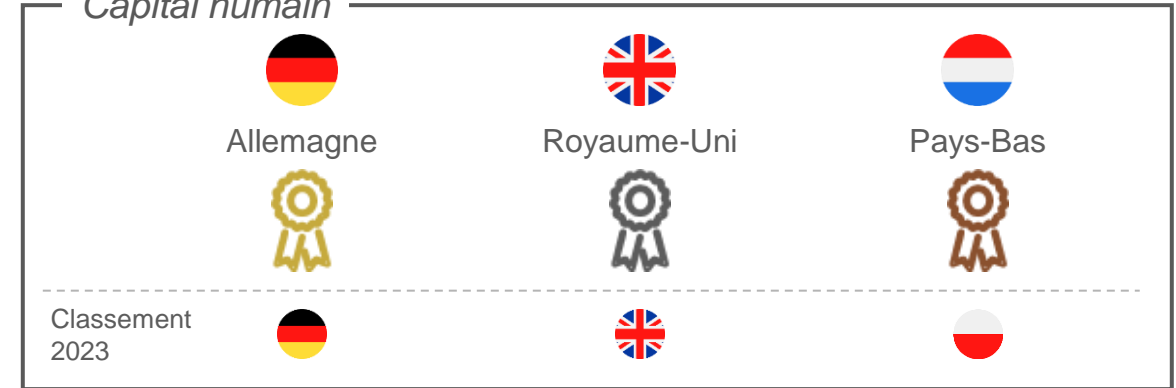 Capital humain
Allemagne
Royaume-Uni
Pays-Bas
Classement
2023